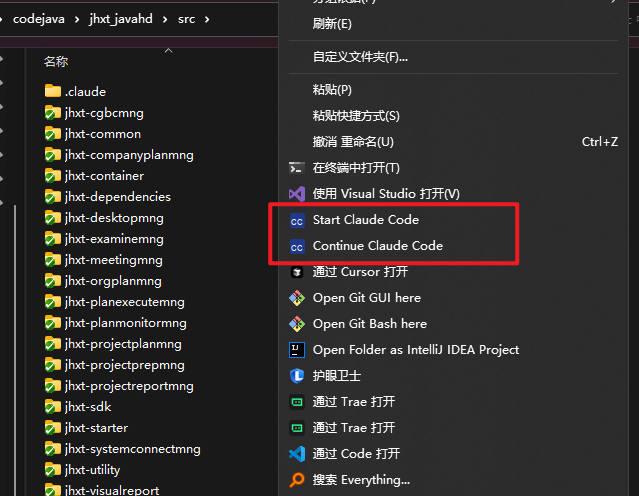 codejava > jhxt_javahd > src >
名称
.claude
jhxt-cgbcmng
jhxt-common
jhxt-companyplanmng
jhxt-container
jhxt-dependencies
jhxt-desktopmng
jhxt-examinemng
jhxt-meetingmng
jhxt-orgplanmng
jhxt-planexecutemng
jhxt-planmonitormng
jhxt-projectplanmng
jhxt-projectprepmng
jhxt-projectreportmng
jhxt-sdk
jhxt-starter
jhxt-systemconnectmng
jhxt-utility
jhxt-visualreport
刷新(E)
自定义文件夹(F)...
粘贴(P)
粘贴快捷方式(S)
撤消 重命名(U) Ctrl+Z
在终端中打开(T)
使用 Visual Studio 打开(V)
cc Start Claude Code
cc Continue Claude Code
通过 Cursor 打开
Open Git GUI here
Open Git Bash here
IJ Open Folder as IntelliJ IDEA Project
护眼卫士
通过 Trae 打开
通过 Trae 打开
通过 Code 打开
搜索 Everything...